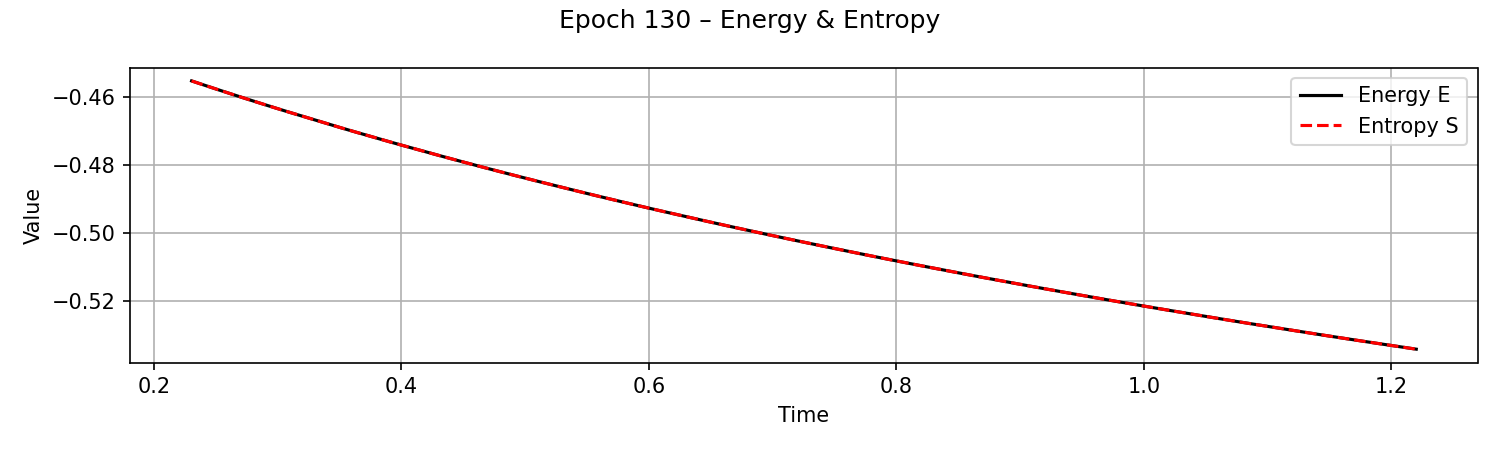 Epoch 130 – Energy & Entropy
Energy E
Entropy S
Value
−0.46
−0.48
−0.50
−0.52
0.2 0.4 0.6 0.8 1.0 1.2
Time